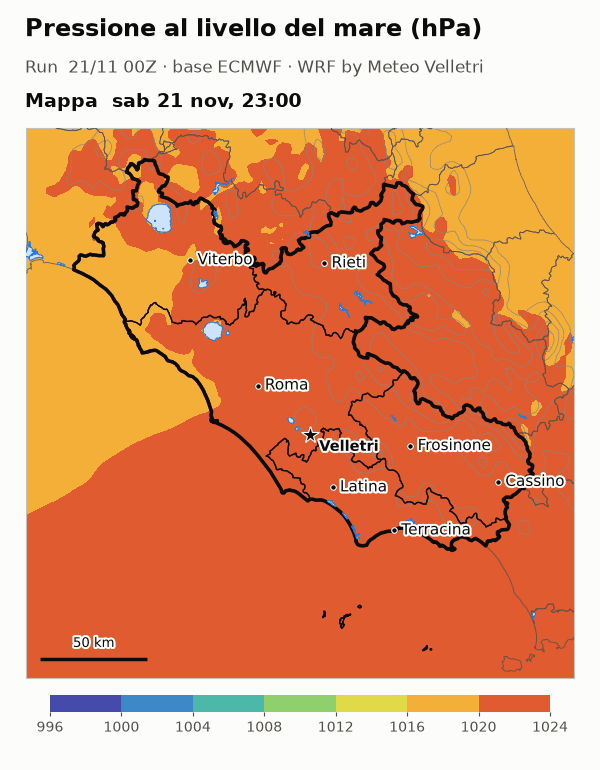 Pressione al livello del mare (hPa)
Run  21/11 00Z · base ECMWF · WRF by Meteo Velletri
Mappa  sab 21 nov, 23:00
Viterbo
Rieti
Roma
Velletri
Frosinone
Cassino
Latina
Terracina
50 km
996 1000 1004 1008 1012 1016 1020 1024